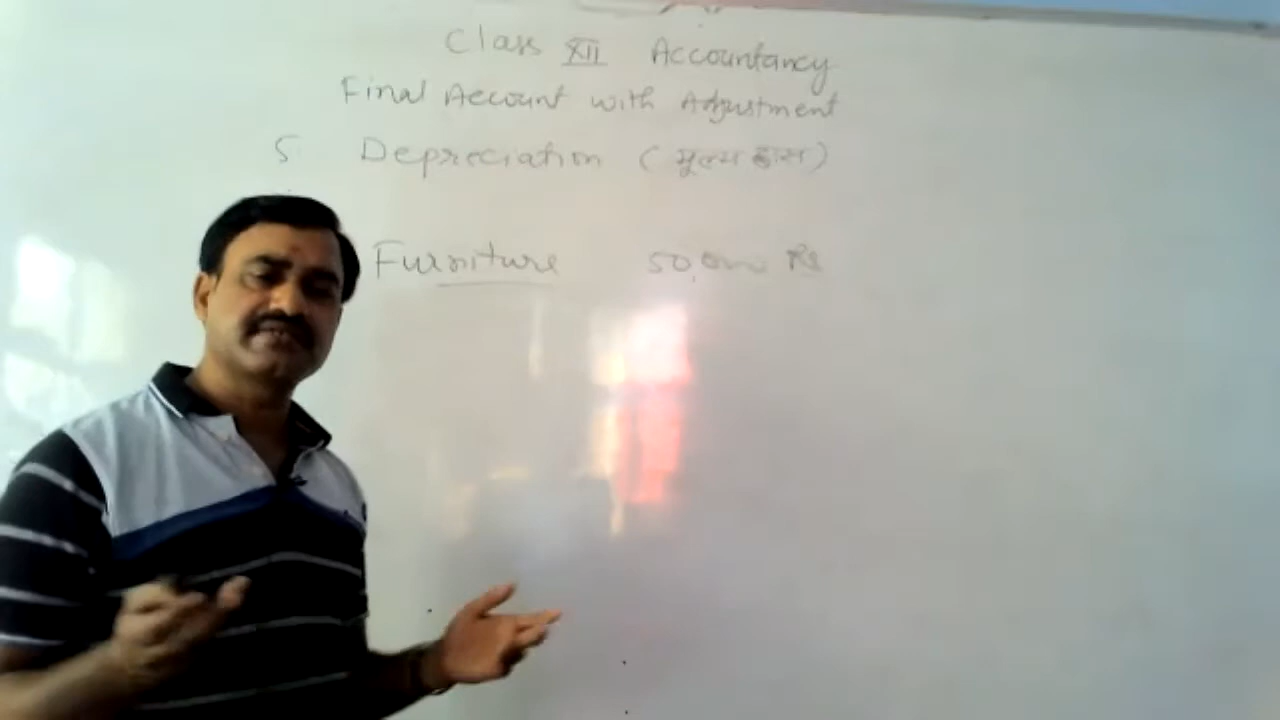 Class XII Accountancy
Final Account with Adjustment
5. Depreciation (मूल्य ह्रास)
Furniture 50,000 Rs